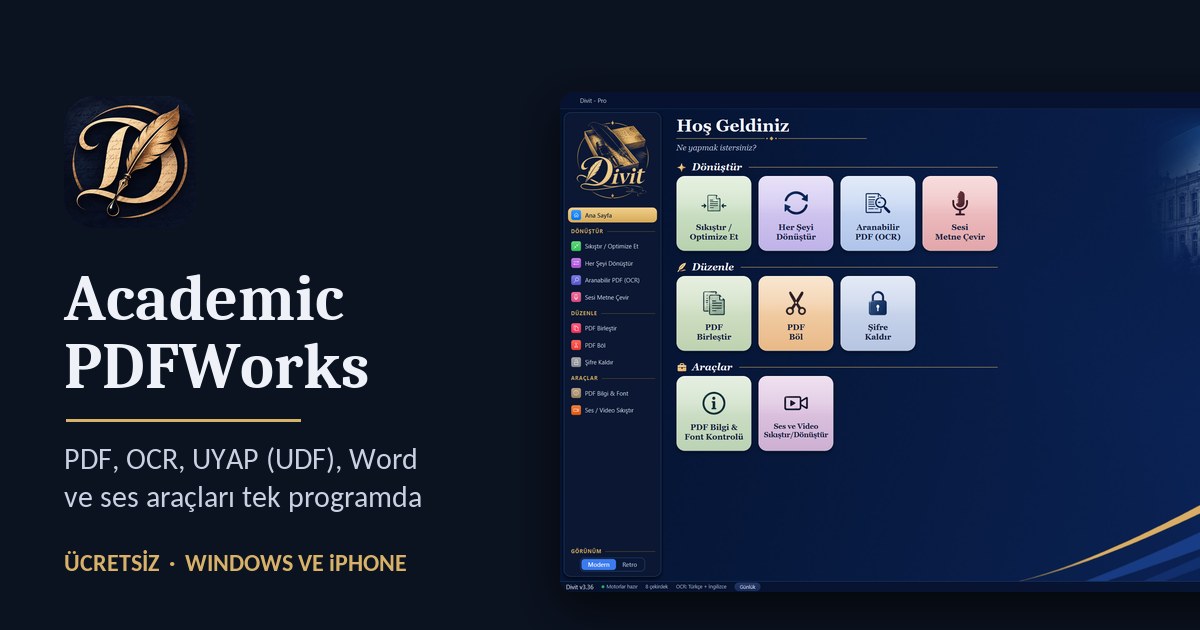 Academic
PDFWorks
PDF, OCR, UYAP (UDF), Word
ve ses araçları tek programda
ÜCRETSİZ · WINDOWS VE iPHONE
Divit - Pro
Divit
Ana Sayfa
DÖNÜŞTÜR
Sıkıştır / Optimize Et
Her Şeyi Dönüştür
Aranabilir PDF (OCR)
Sesi Metne Çevir
DÜZENLE
PDF Birleştir
PDF Böl
Şifre Kaldır
ARAÇLAR
PDF Bilgi & Font
Ses / Video Sıkıştır
GÖRÜNÜM
Modern
Retro
Hoş Geldiniz
Ne yapmak istersiniz?
Dönüştür
Sıkıştır /
Optimize Et
Her Şeyi
Dönüştür
Aranabilir
PDF (OCR)
Sesi
Metne Çevir
Düzenle
PDF
Birleştir
PDF
Böl
Şifre
Kaldır
Araçlar
PDF Bilgi &
Font Kontrolü
Ses ve Video
Sıkıştır/Dönüştür
Divit v3.36
Motorlar hazır
8 çekirdek
OCR: Türkçe + İngilizce
Günlük